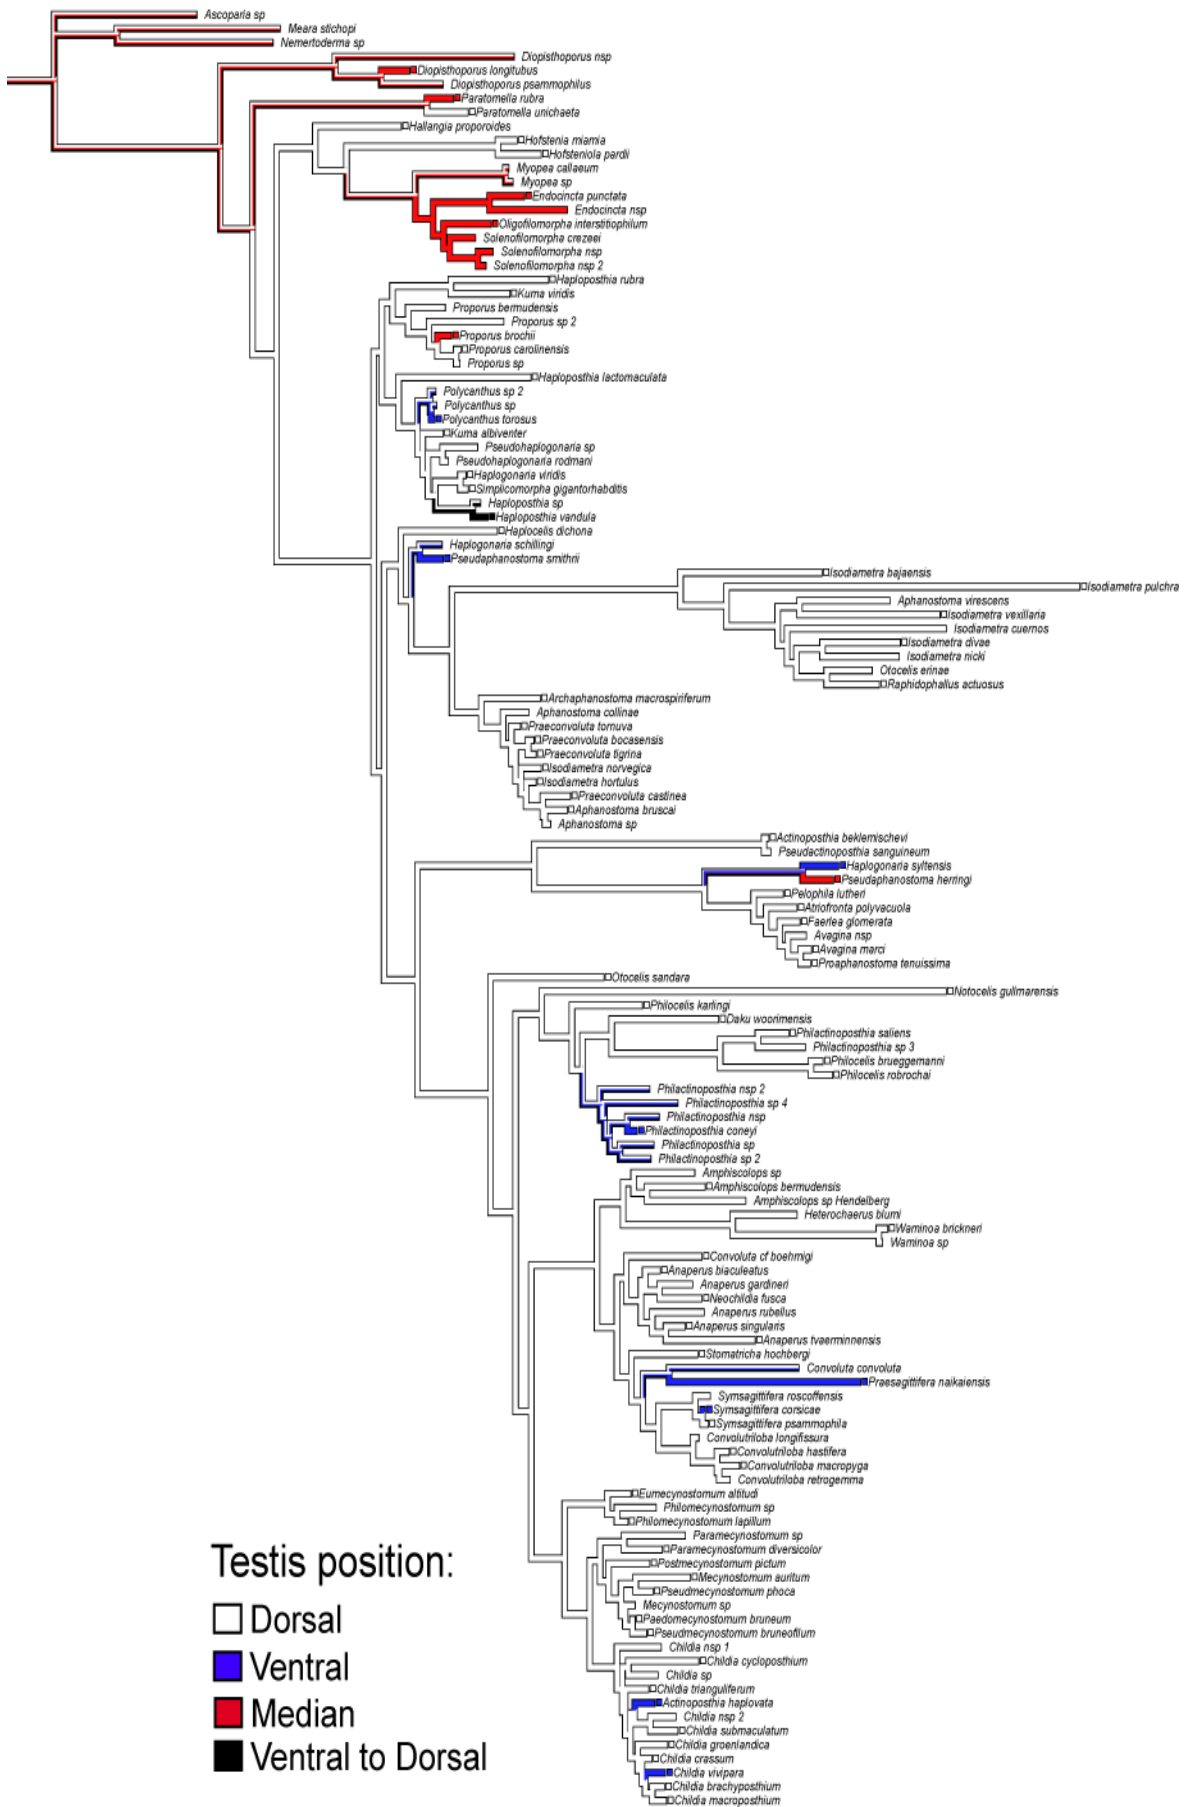 Ascoparia sp
Meara stichopi
Nemertoderma sp
Diopisthoporus nsp
Diopisthoporus longitubus
Diopisthoporus psammophilus
Paratomella rubra
Paratomella unichaeta
Hallangia proporoides
Hofstenia miamia
Hofsteniola pardii
Myopea callaeum
Myopea sp
Endocincta punctata
Endocincta nsp
Oligofilomorpha interstitiophilum
Solenofilomorpha crezeei
Solenofilomorpha nsp
Solenofilomorpha nsp 2
Haploposthia rubra
Kuma viridis
Proporus bermudensis
Proporus sp 2
Proporus brochii
Proporus carolinensis
Proporus sp
Haploposthia lactomaculata
Polycanthus sp 2
Polycanthus sp
Polycanthus torosus
Kuma albiventer
Pseudohaplogonaria sp
Pseudohaplogonaria rodmani
Haplogonaria viridis
Simplicomorpha gigantorhabditis
Haploposthia sp
Haploposthia vandula
Haplocelis dichona
Haplogonaria schillingi
Pseudaphanostoma smithrii
Isodiametra bajaensis
Isodiametra pulchra
Aphanostoma virescens
Isodiametra vexillaria
Isodiametra cuernos
Isodiametra divae
Isodiametra nicki
Otocelis erinae
Raphidophallus actuosus
Archaphanostoma macrospiriferum
Aphanostoma collinae
Praeconvoluta tornuva
Praeconvoluta bocasensis
Praeconvoluta tigrina
Isodiametra norvegica
Isodiametra hortulus
Praeconvoluta castinea
Aphanostoma bruscai
Aphanostoma sp
Actinoposthia beklemischevi
Pseudactinoposthia sanguineum
Haplogonaria syltensis
Pseudaphanostoma herringi
Pelophila lutheri
Atriofronta polyvacuola
Faerlea glomerata
Avagina nsp
Avagina marci
Proaphanostoma tenuissima
Otocelis sandara
Notocelis gullmarensis
Philocelis karlingi
Daku woorimensis
Philactinoposthia saliens
Philactinoposthia sp 3
Philocelis brueggemanni
Philocelis robrochai
Philactinoposthia nsp 2
Philactinoposthia sp 4
Philactinoposthia nsp
Philactinoposthia coneyi
Philactinoposthia sp
Philactinoposthia sp 2
Amphiscolops sp
Amphiscolops bermudensis
Amphiscolops sp Hendelberg
Heterochaerus blumi
Waminoa brickneri
Waminoa sp
Convoluta cf boehmigi
Anaperus biaculeatus
Anaperus gardineri
Neochildia fusca
Anaperus rubellus
Anaperus singularis
Anaperus tvaerminnensis
Stomatricha hochbergi
Convoluta convoluta
Praesagittifera naikaiensis
Symsagittifera roscoffensis
Symsagittifera corsicae
Symsagittifera psammophila
Convolutriloba longifissura
Convolutriloba hastifera
Convolutriloba macropyga
Convolutriloba retrogemma
Eumecynostomum altitudi
Philomecynostomum sp
Philomecynostomum lapillum
Paramecynostomum sp
Paramecynostomum diversicolor
Postmecynostomum pictum
Mecynostomum auritum
Pseudmecynostomum phoca
Mecynostomum sp
Paedomecynostomum bruneum
Pseudmecynostomum bruneofilum
Childia nsp 1
Childia cycloposthium
Childia sp
Childia trianguliferum
Actinoposthia haplovata
Childia nsp 2
Childia submaculatum
Childia groenlandica
Childia crassum
Childia vivipara
Childia brachyposthium
Childia macroposthium
Testis position:
Dorsal
Ventral
Median
Ventral to Dorsal